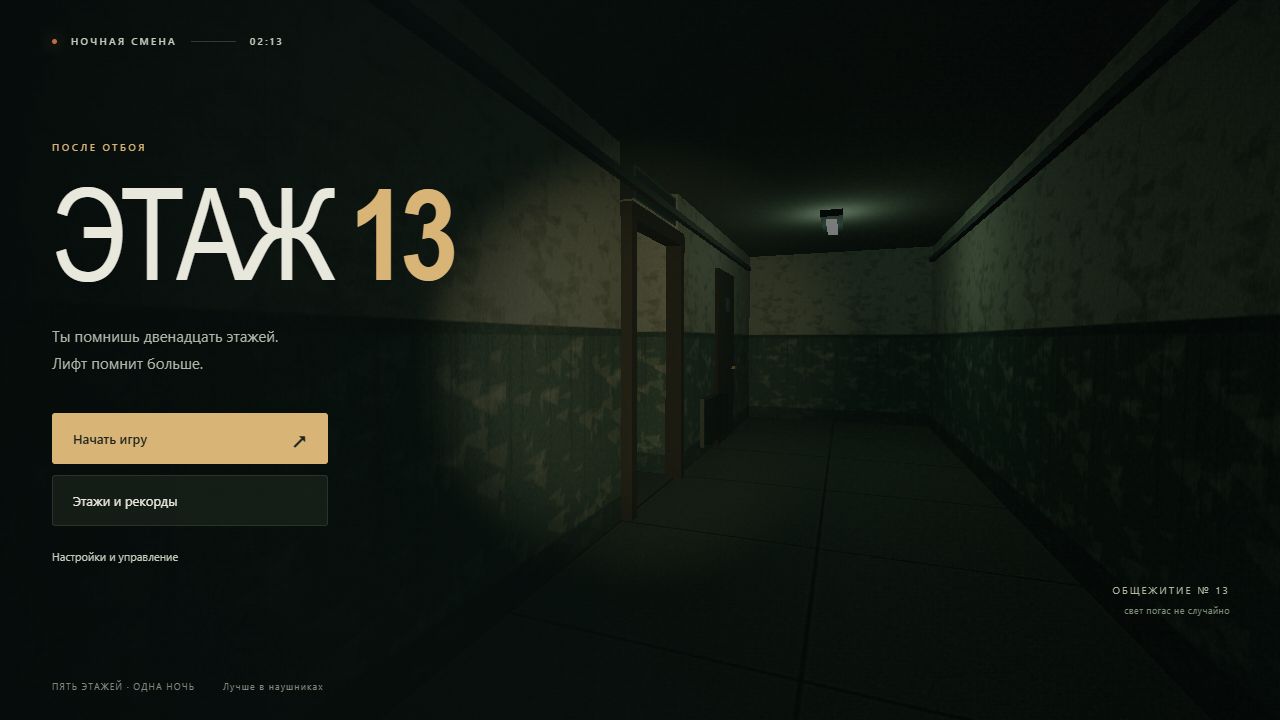 НОЧНАЯ СМЕНА 02:13
ПОСЛЕ ОТБОЯ
ЭТАЖ 13
Ты помнишь двенадцать этажей.
Лифт помнит больше.
Начать игру ↗
Этажи и рекорды
Настройки и управление
ОБЩЕЖИТИЕ № 13
свет погас не случайно
ПЯТЬ ЭТАЖЕЙ · ОДНА НОЧЬ Лучше в наушниках